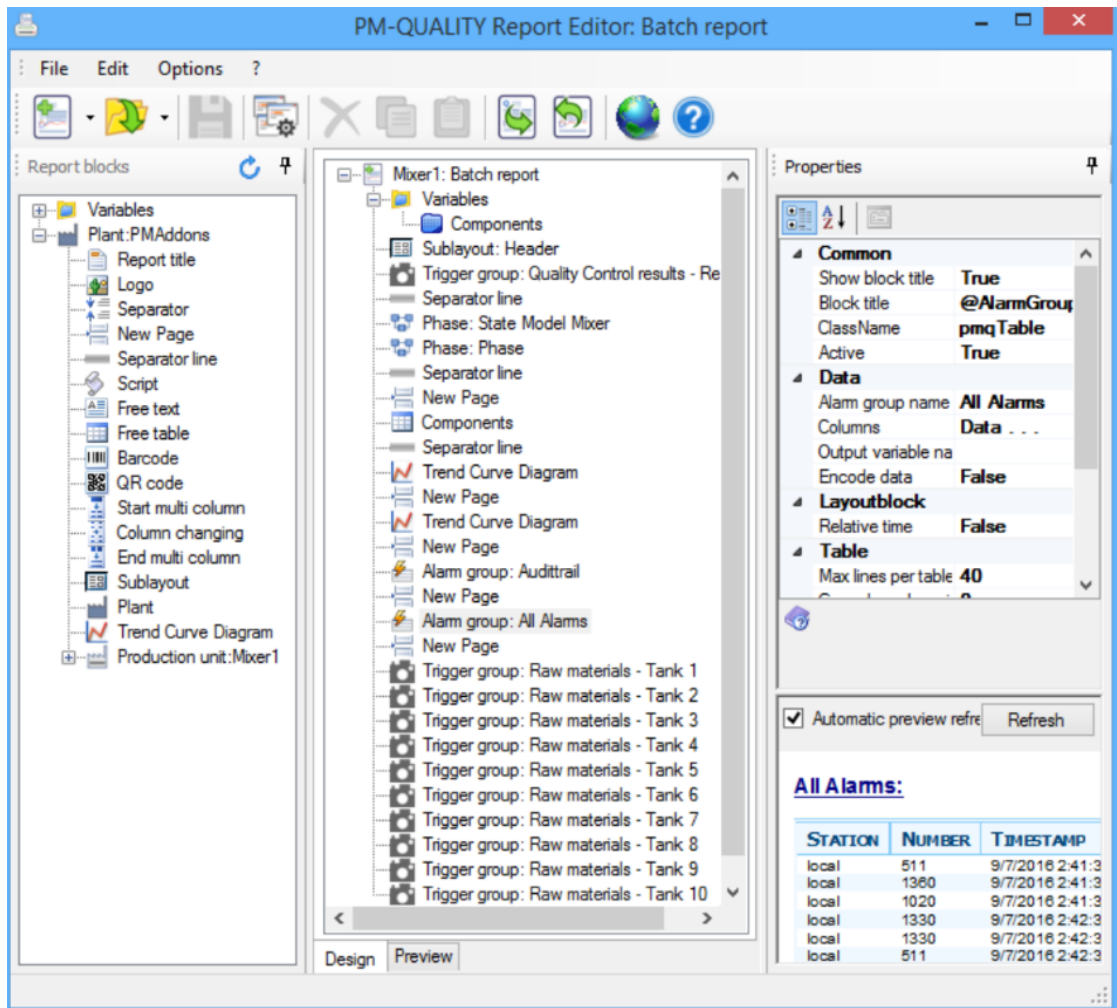 PM-QUALITY Report Editor: Batch report
File Edit Options ?
Report blocks
Variables
Plant:PMAddons
Report title
Logo
Separator
New Page
Separator line
Script
Free text
Free table
Barcode
QR code
Start multi column
Column changing
End multi column
Sublayout
Plant
Trend Curve Diagram
Production unit:Mixer1
Mixer1: Batch report
Variables
Components
Sublayout: Header
Trigger group: Quality Control results - Re
Separator line
Phase: State Model Mixer
Phase: Phase
Separator line
New Page
Components
Separator line
Trend Curve Diagram
New Page
Trend Curve Diagram
New Page
Alarm group: Audittrail
New Page
Alarm group: All Alarms
New Page
Trigger group: Raw materials - Tank 1
Trigger group: Raw materials - Tank 2
Trigger group: Raw materials - Tank 3
Trigger group: Raw materials - Tank 4
Trigger group: Raw materials - Tank 5
Trigger group: Raw materials - Tank 6
Trigger group: Raw materials - Tank 7
Trigger group: Raw materials - Tank 8
Trigger group: Raw materials - Tank 9
Trigger group: Raw materials - Tank 10
Design Preview
Properties
Common
Show block title True
Block title @AlarmGroup
ClassName pmqTable
Active True
Data
Alarm group name All Alarms
Columns Data . . .
Output variable na
Encode data False
Layoutblock
Relative time False
Table
Max lines per table 40
Automatic preview refre Refresh
All Alarms:
STATION NUMBER TIMESTAMP
local 511 9/7/2016 2:41:3
local 1360 9/7/2016 2:41:3
local 1020 9/7/2016 2:41:3
local 1330 9/7/2016 2:42:3
local 1330 9/7/2016 2:42:3
local 511 9/7/2016 2:42:3